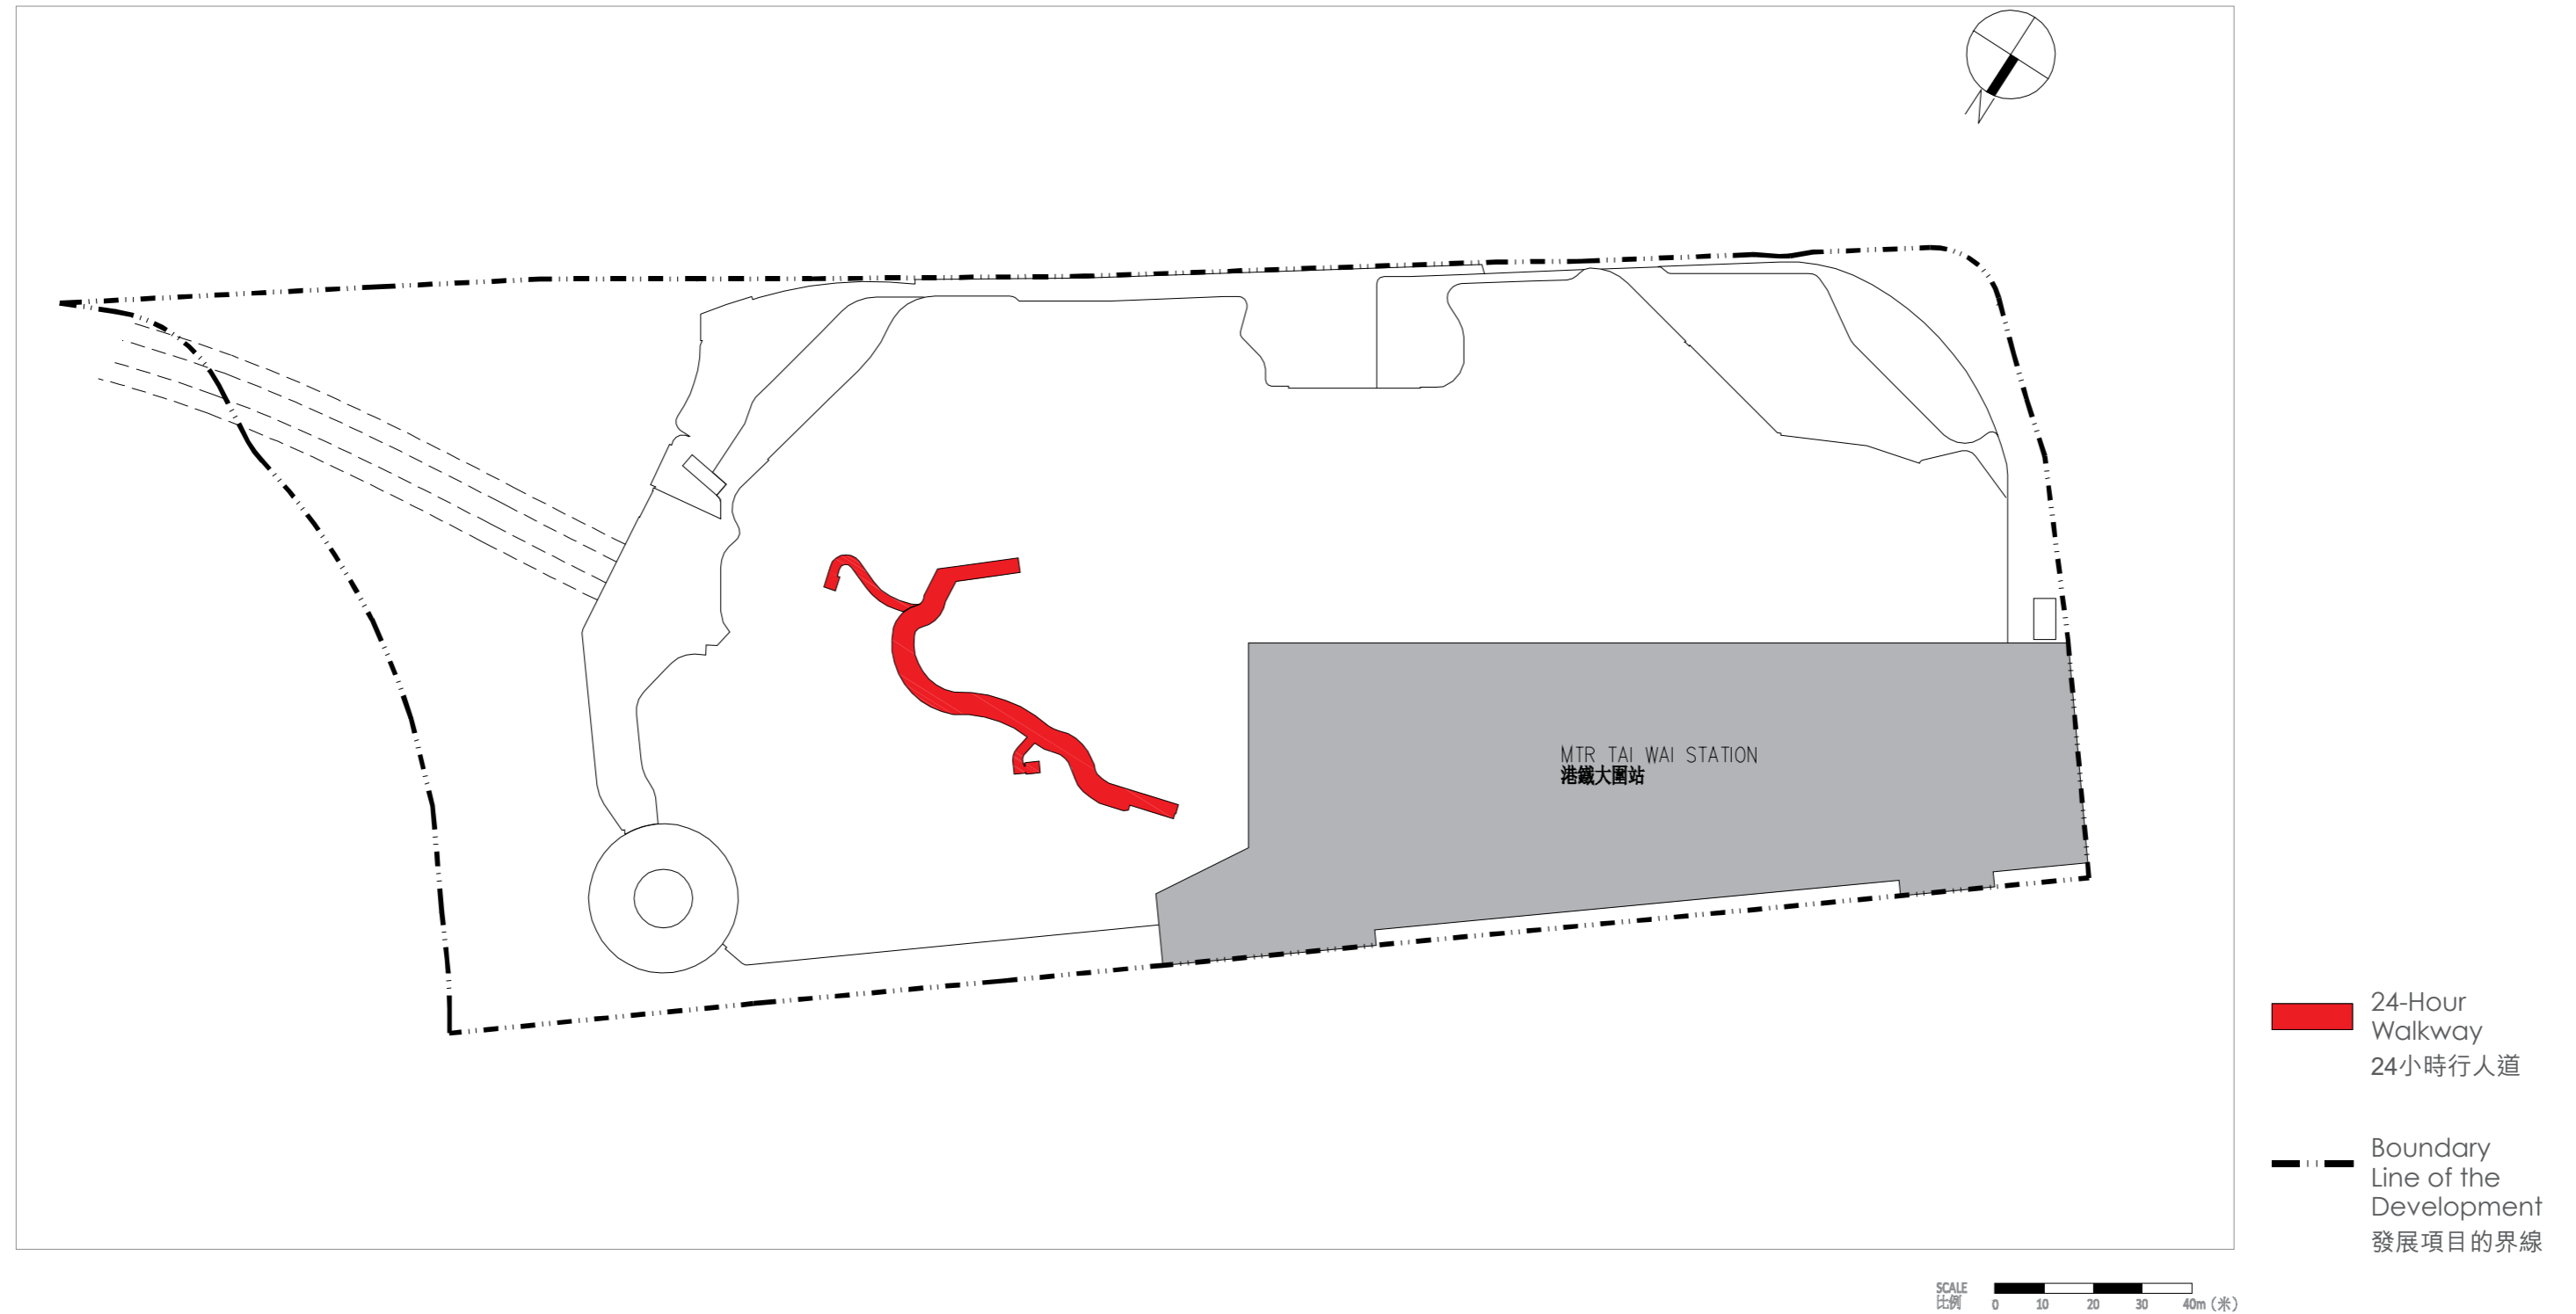 MTR TAI WAI STATION
港鐵大圍站
24-Hour
Walkway
24小時行人道
Boundary
Line of the
Development
發展項目的界線
SCALE
比例
0 10 20 30 40m (米)